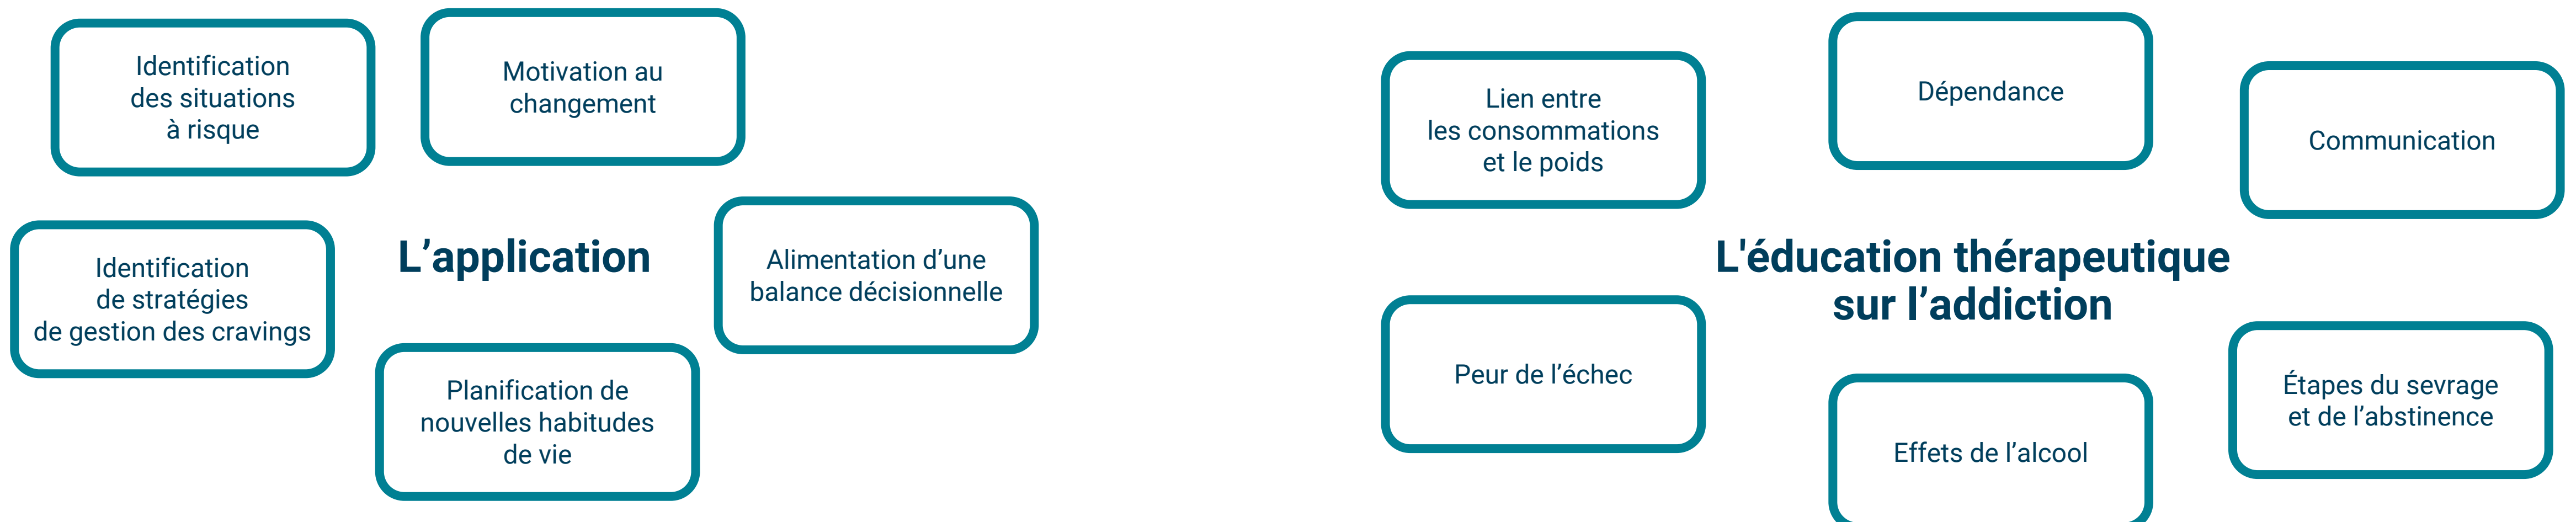 Identification
des situations
à risque
Motivation au
changement
Identification
de stratégies
de gestion des cravings
L’application
Alimentation d’une
balance décisionnelle
Planification de
nouvelles habitudes
de vie
Lien entre
les consommations
et le poids
Dépendance
Communication
L'éducation thérapeutique
sur l’addiction
Peur de l’échec
Effets de l’alcool
Étapes du sevrage
et de l’abstinence